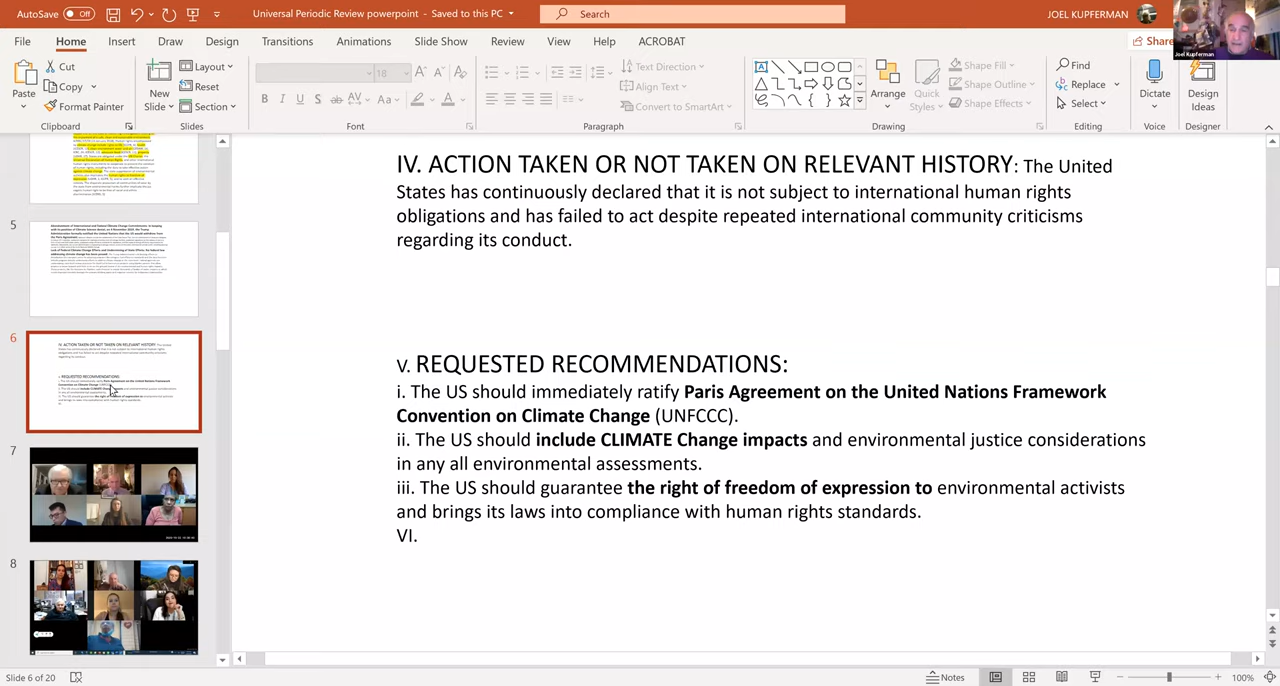 AutoSave Off Universal Periodic Review powerpoint - Saved to this PC Search JOEL KUPFERMAN
Joel Kupferman
File Home Insert Draw Design Transitions Animations Slide Show Review View Help ACROBAT Share
Paste Cut Copy Format Painter Clipboard
New Slide Layout Reset Section Slides
18 Font
Text Direction Align Text Convert to SmartArt Paragraph
Arrange Quick Styles Shape Fill Shape Outline Shape Effects Drawing
Find Replace Select Editing
Dictate Voice
Design Ideas Designer
IV. ACTION TAKEN OR NOT TAKEN ON RELEVANT HISTORY: The United
States has continuously declared that it is not subject to international human rights
obligations and has failed to act despite repeated international community criticisms
regarding its conduct.
v. REQUESTED RECOMMENDATIONS:
i. The US should immediately ratify Paris Agreement on the United Nations Framework
Convention on Climate Change (UNFCCC).
ii. The US should include CLIMATE Change impacts and environmental justice considerations
in any all environmental assessments.
iii. The US should guarantee the right of freedom of expression to environmental activists
and brings its laws into compliance with human rights standards.
VI.
5
6
7
8
Slide 6 of 20 Notes 100%